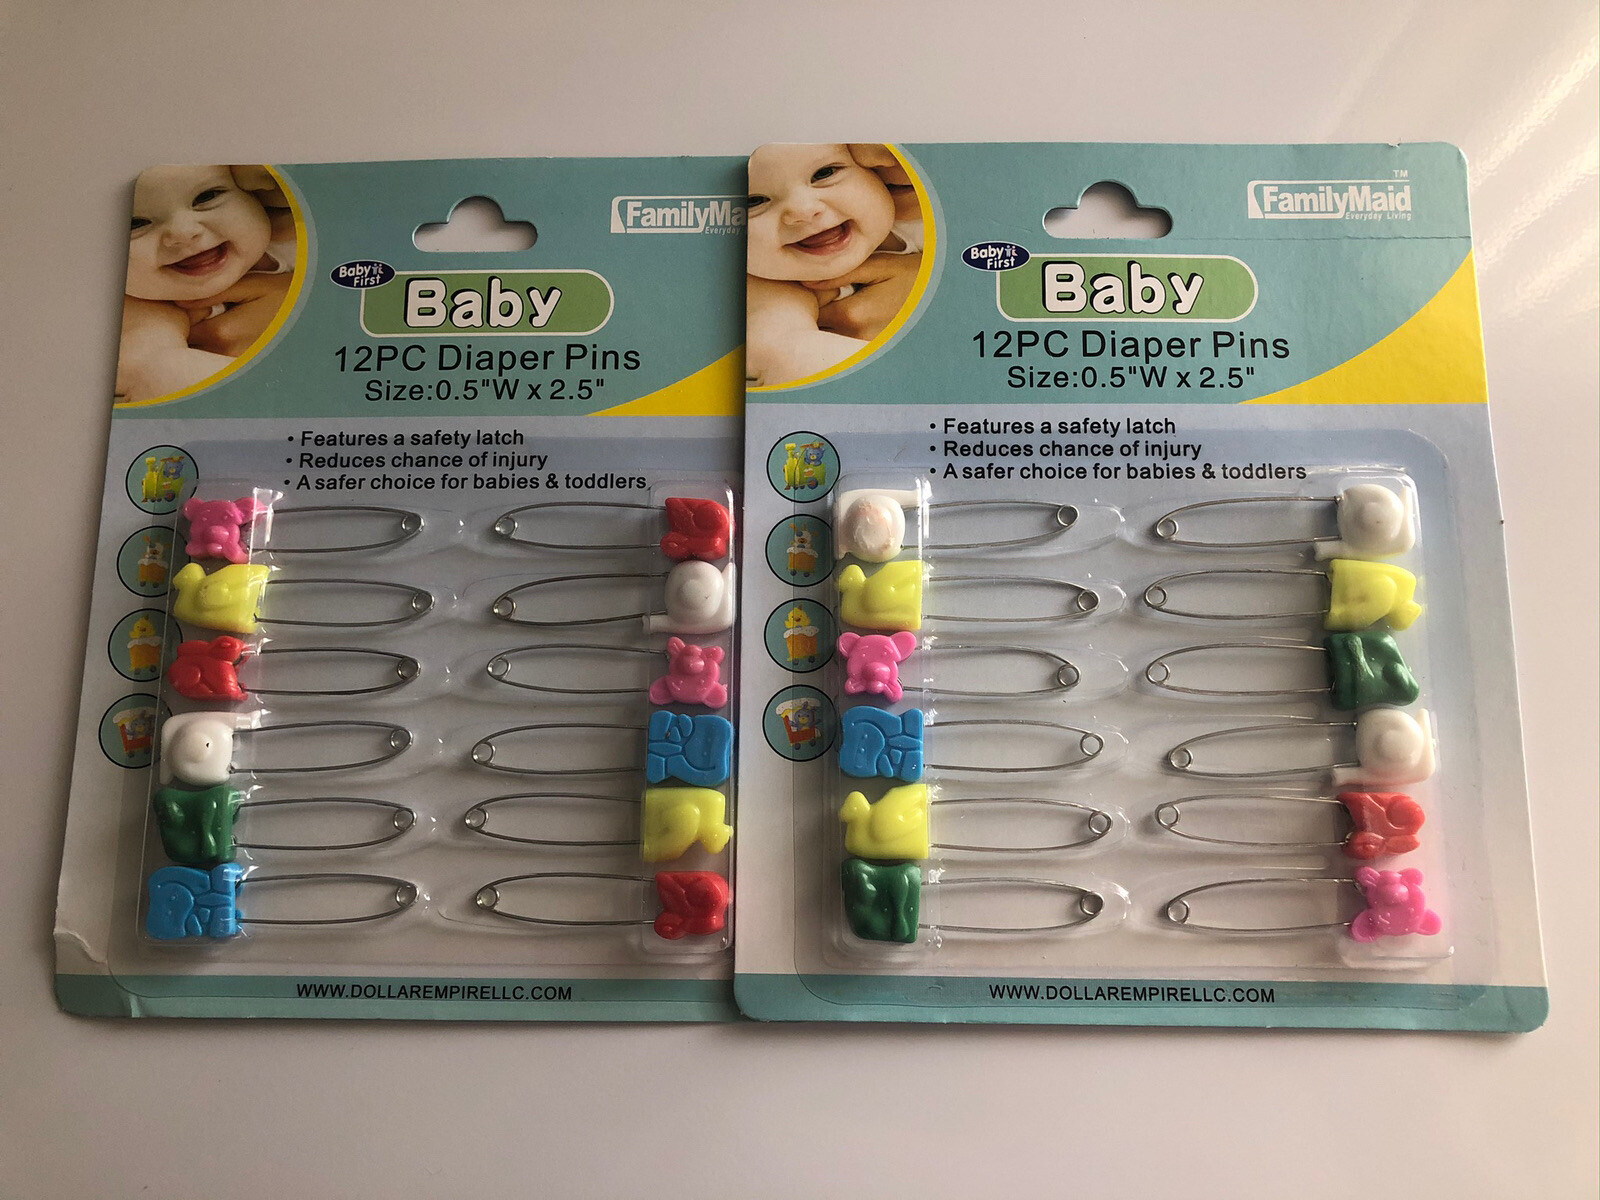 FamilyMa
Everyday
Baby
First
Baby
12PC Diaper Pins
Size:0.5"W x 2.5"
• Features a safety latch
• Reduces chance of injury
• A safer choice for babies & toddlers
WWW.DOLLAREMPIRELLC.COM
FamilyMaid TM
Everyday Living
Baby
First
Baby
12PC Diaper Pins
Size:0.5"W x 2.5"
• Features a safety latch
• Reduces chance of injury
• A safer choice for babies & toddlers
WWW.DOLLAREMPIRELLC.COM